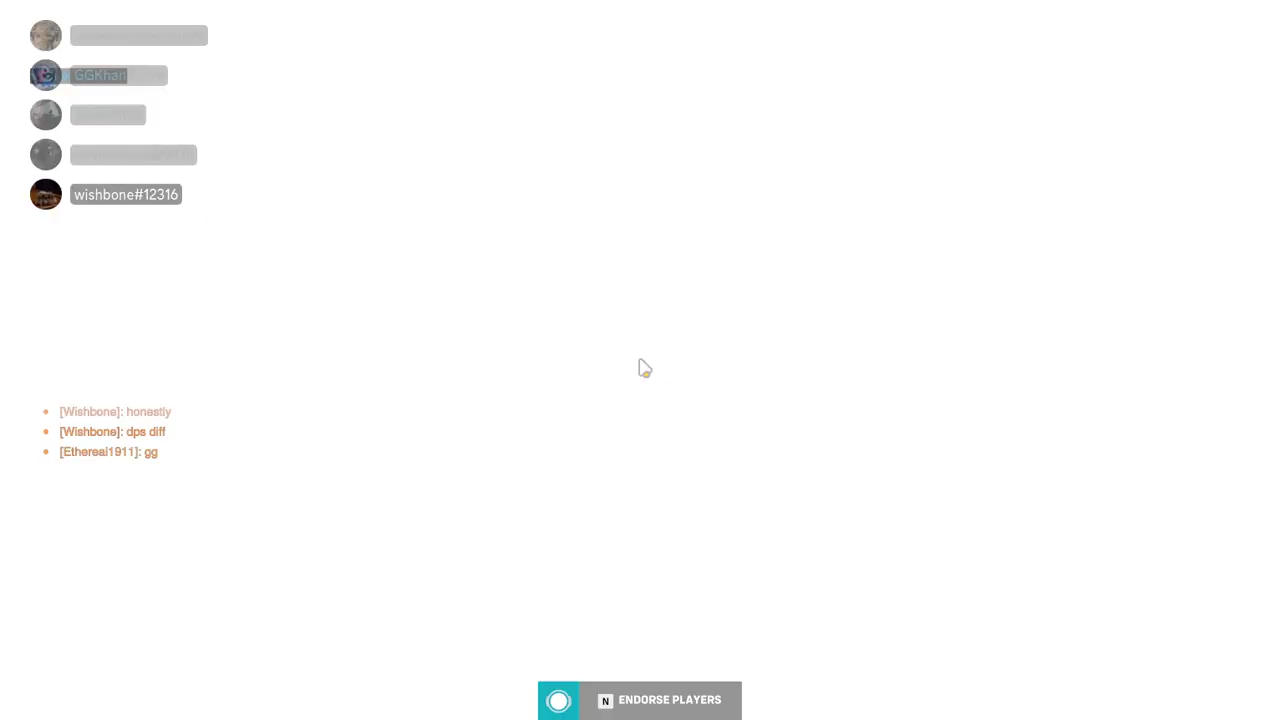 GGKhan
wishbone#12316
[Wishbone]: honestly
[Wishbone]: dps diff
[Ethereal1911]: gg
N ENDORSE PLAYERS